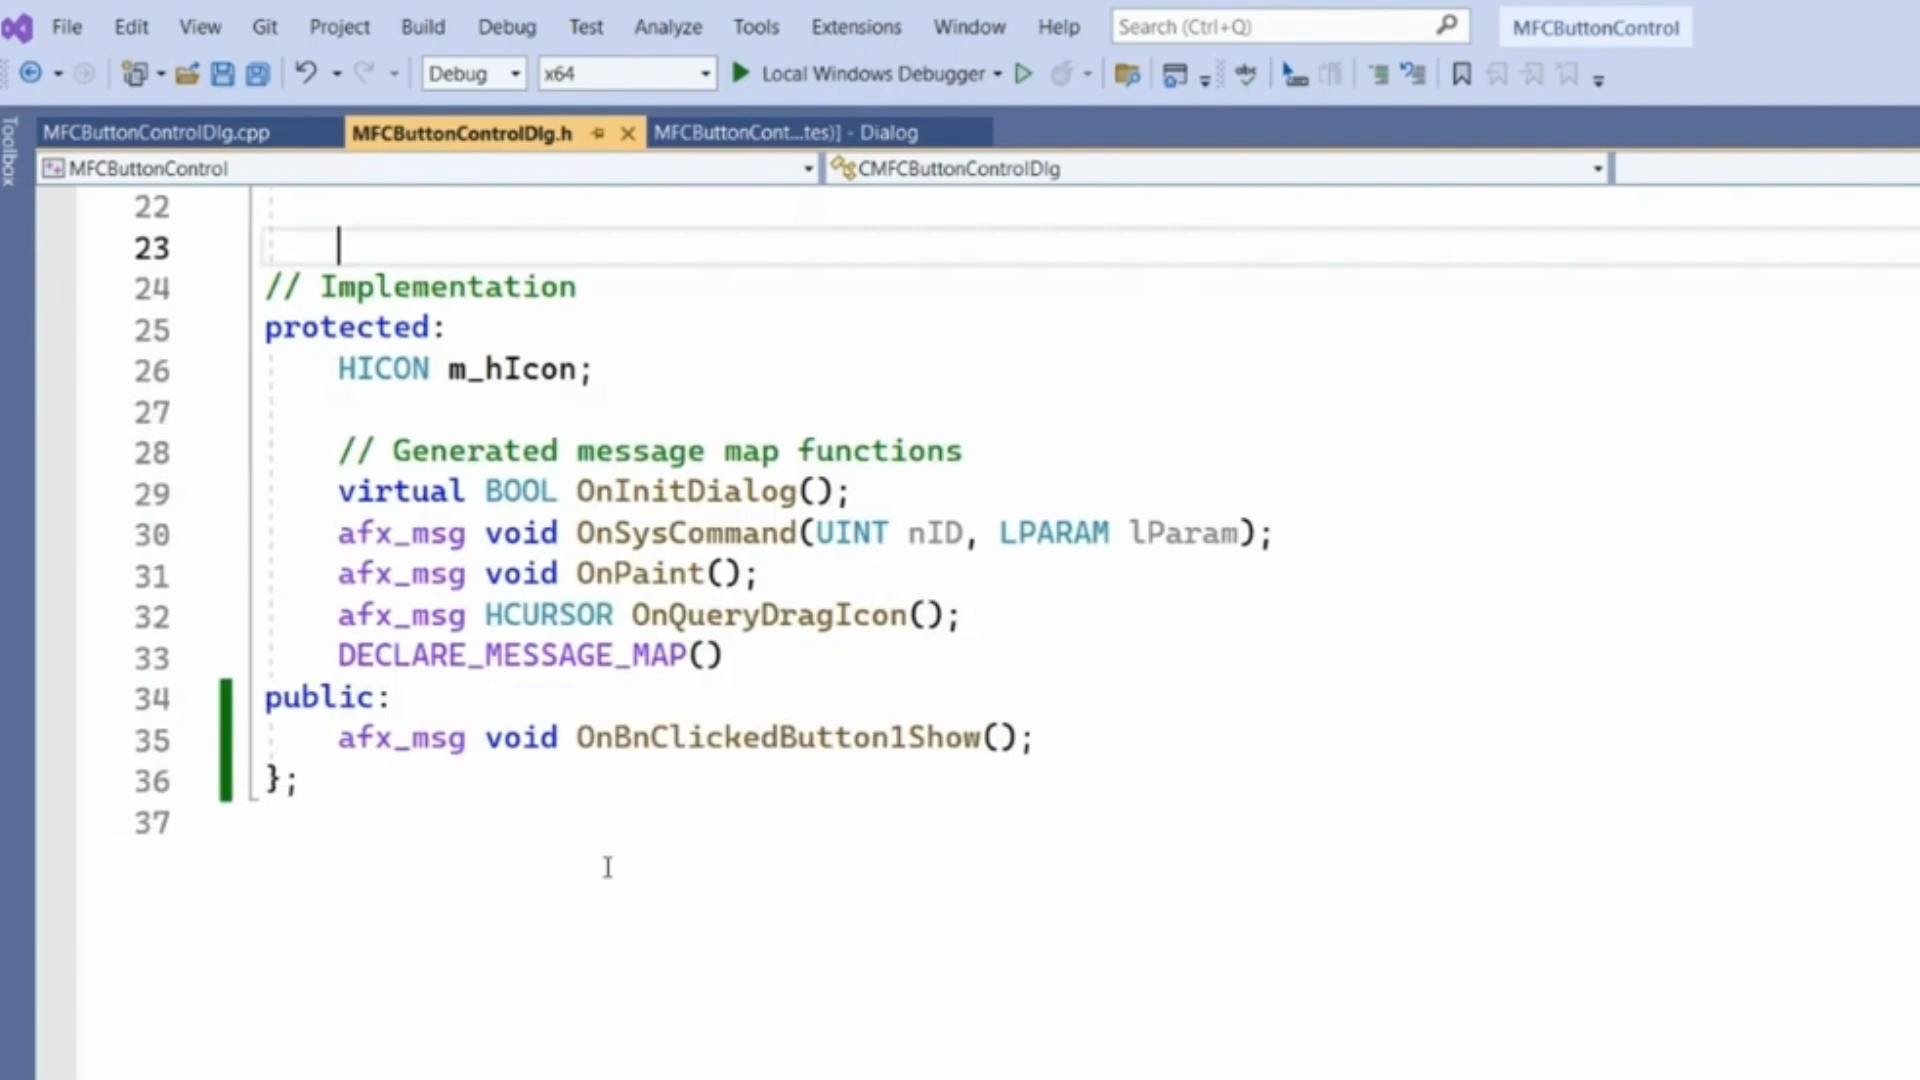 File Edit View Git Project Build Debug Test Analyze Tools Extensions Window Help Search (Ctrl+Q) MFCButtonControl
Debug x64 Local Windows Debugger
Toolbox
MFCButtonControlDlg.cpp MFCButtonControlDlg.h MFCButtonCont...tes)] - Dialog
MFCButtonControl CMFCButtonControlDlg
22
23
24 // Implementation
25 protected:
26 HICON m_hIcon;
27
28 // Generated message map functions
29 virtual BOOL OnInitDialog();
30 afx_msg void OnSysCommand(UINT nID, LPARAM lParam);
31 afx_msg void OnPaint();
32 afx_msg HCURSOR OnQueryDragIcon();
33 DECLARE_MESSAGE_MAP()
34 public:
35 afx_msg void OnBnClickedButton1Show();
36 };
37